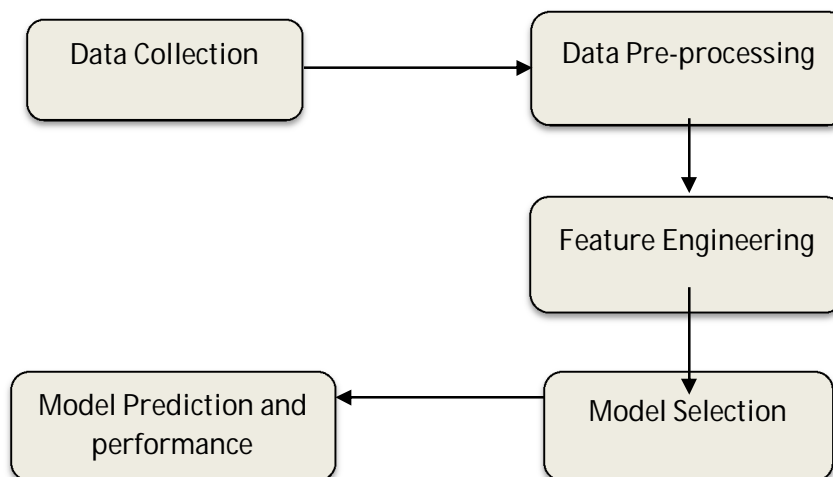 Data Collection
Data Pre-processing
Feature Engineering
Model Selection
Model Prediction and
performance